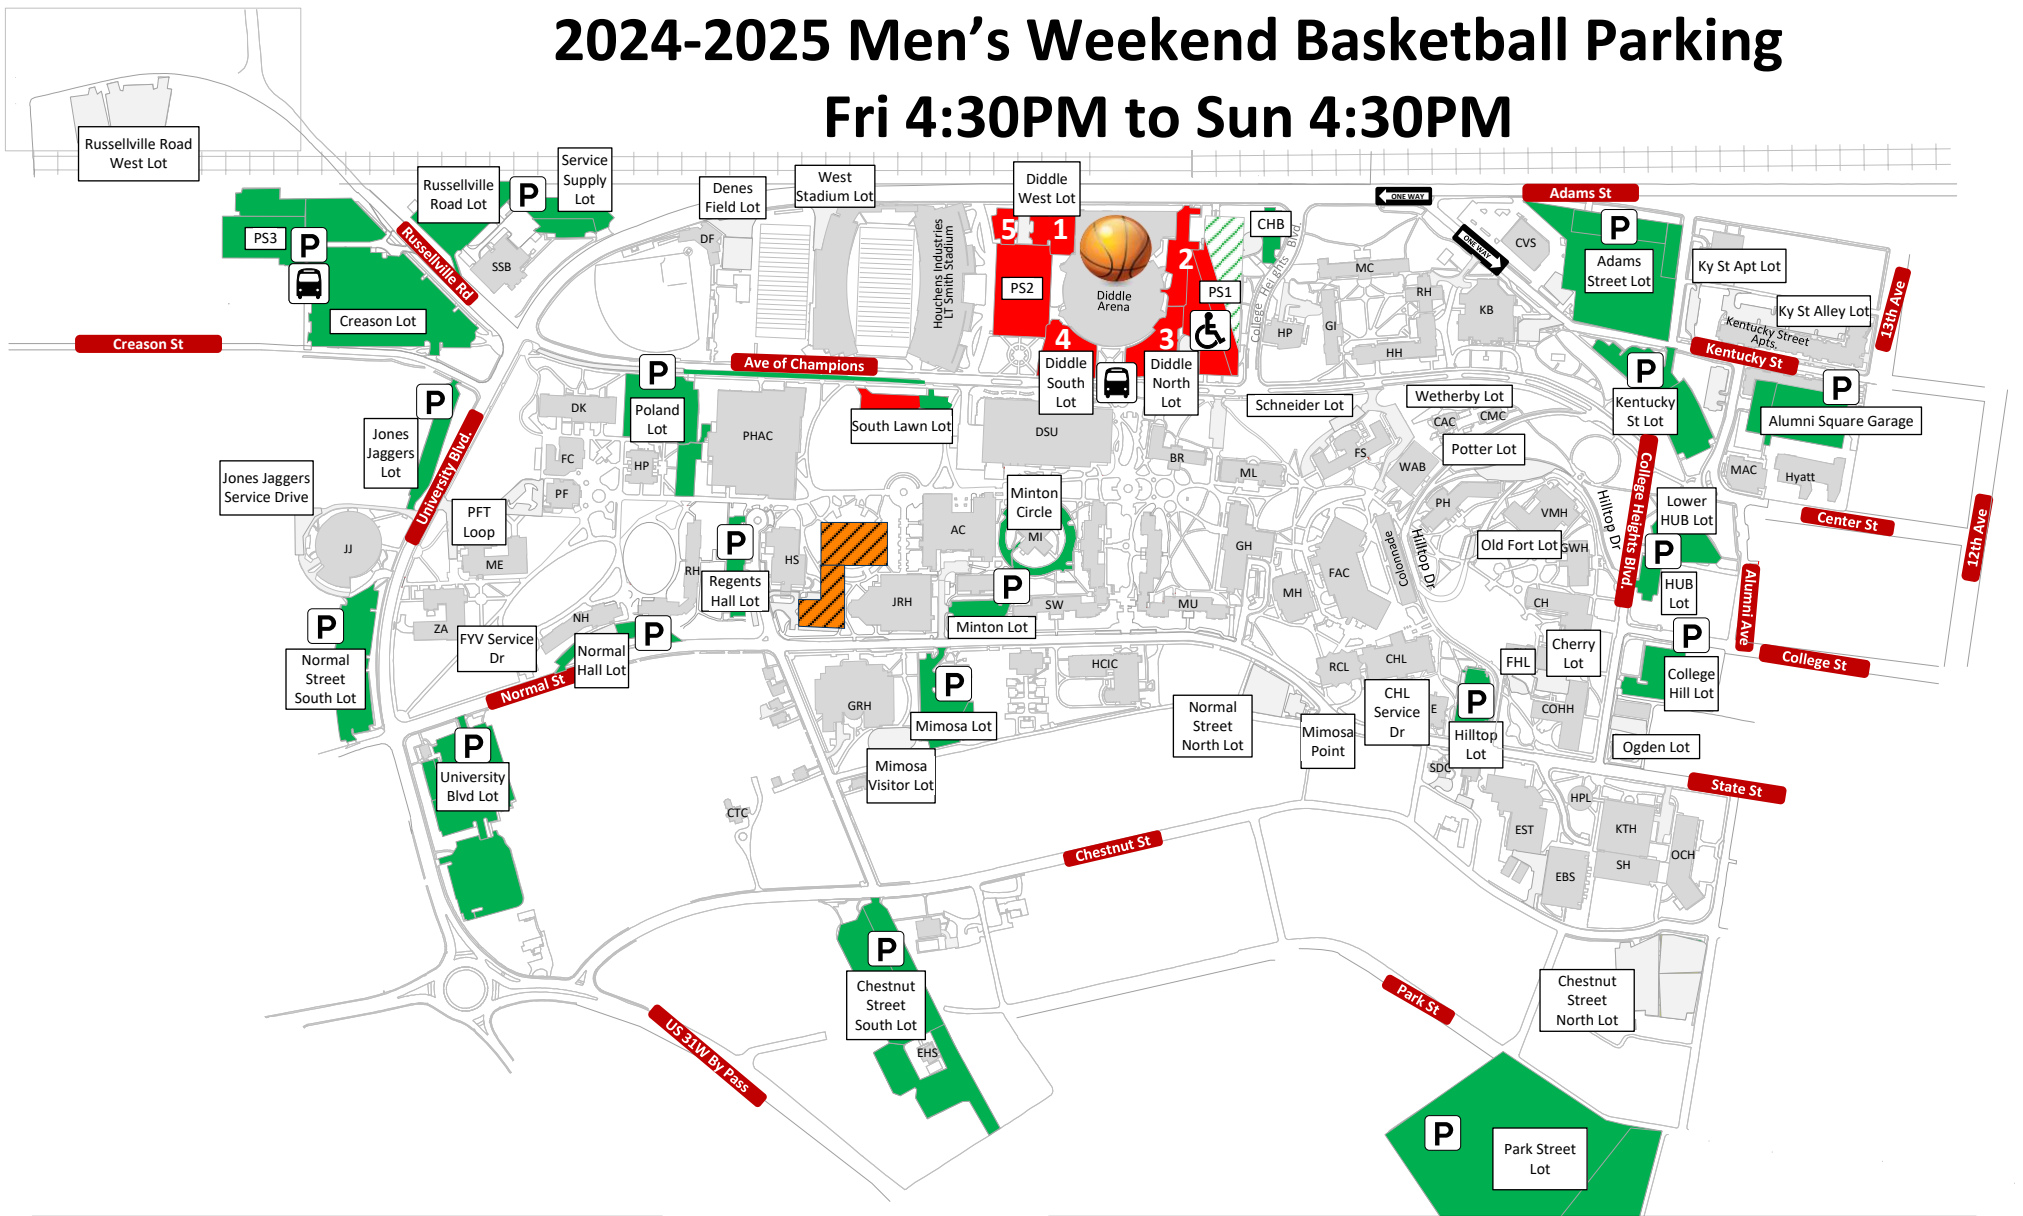 2024-2025 Men's Weekend Basketball Parking
Fri 4:30PM to Sun 4:30PM
Russellville Road
West Lot
Russellville
Road Lot
P
Service
Supply
Lot
Denes
Field Lot
West
Stadium Lot
Diddle
West Lot
ONE WAY
Adams St
PS3
P
Russellville Rd
SSB
DF
Houchens Industries
LT Smith Stadium
5
1
2
PS2
Diddle
Arena
PS1
4
3
CHB
College Heights Blvd.
ONE WAY
CVS
P
Adams
Street Lot
Ky St Apt Lot
Ky St Alley Lot
Kentucky Street
Apts.
13th Ave
MC
RH
GI
HP
KB
HH
Creason Lot
Creason St
Ave of Champions
Kentucky St
P
Jones
Jaggers
Lot
University Blvd.
DK
P
Poland
Lot
PHAC
FC
HP
PF
South Lawn Lot
Diddle
South
Lot
Diddle
North
Lot
DSU
BR
ML
Schneider Lot
Wetherby Lot
CAC
CMC
Potter Lot
FS
WAB
P
Kentucky
St Lot
P
Alumni Square Garage
MAC
Hyatt
Jones Jaggers
Service Drive
JJ
PFT
Loop
ME
P
Regents
Hall Lot
RH
HS
AC
Minton
Circle
MI
P
JRH
SW
MU
Minton Lot
GH
MH
FAC
Colonnade
Hilltop Dr
PH
VMH
Old Fort Lot
GWH
Hilltop Dr
College Heights Blvd.
Lower
HUB Lot
P
HUB
Lot
Center St
12th Ave
Alumni Ave
P
Normal
Street
South Lot
ZA
FYV Service
Dr
NH
P
Normal
Hall Lot
Normal St
GRH
P
Mimosa Lot
Mimosa
Visitor Lot
HCIC
Normal
Street
North Lot
RCL
CHL
CHL
Service
Dr
Mimosa
Point
E
P
Hilltop
Lot
FHL
CH
Cherry
Lot
COHH
P
College
Hill Lot
College St
Ogden Lot
State St
P
University
Blvd Lot
CTC
Chestnut St
SDC
EST
HPL
KTH
SH
OCH
EBS
P
Chestnut
Street
South Lot
EHS
US 31W By Pass
Park St
Chestnut
Street
North Lot
P
Park Street
Lot